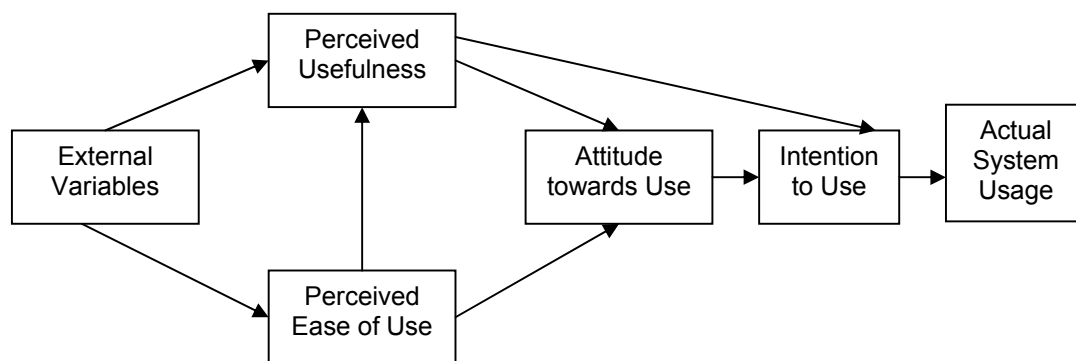 Perceived
Usefulness
External
Variables
Attitude
towards Use
Intention
to Use
Actual
System
Usage
Perceived
Ease of Use